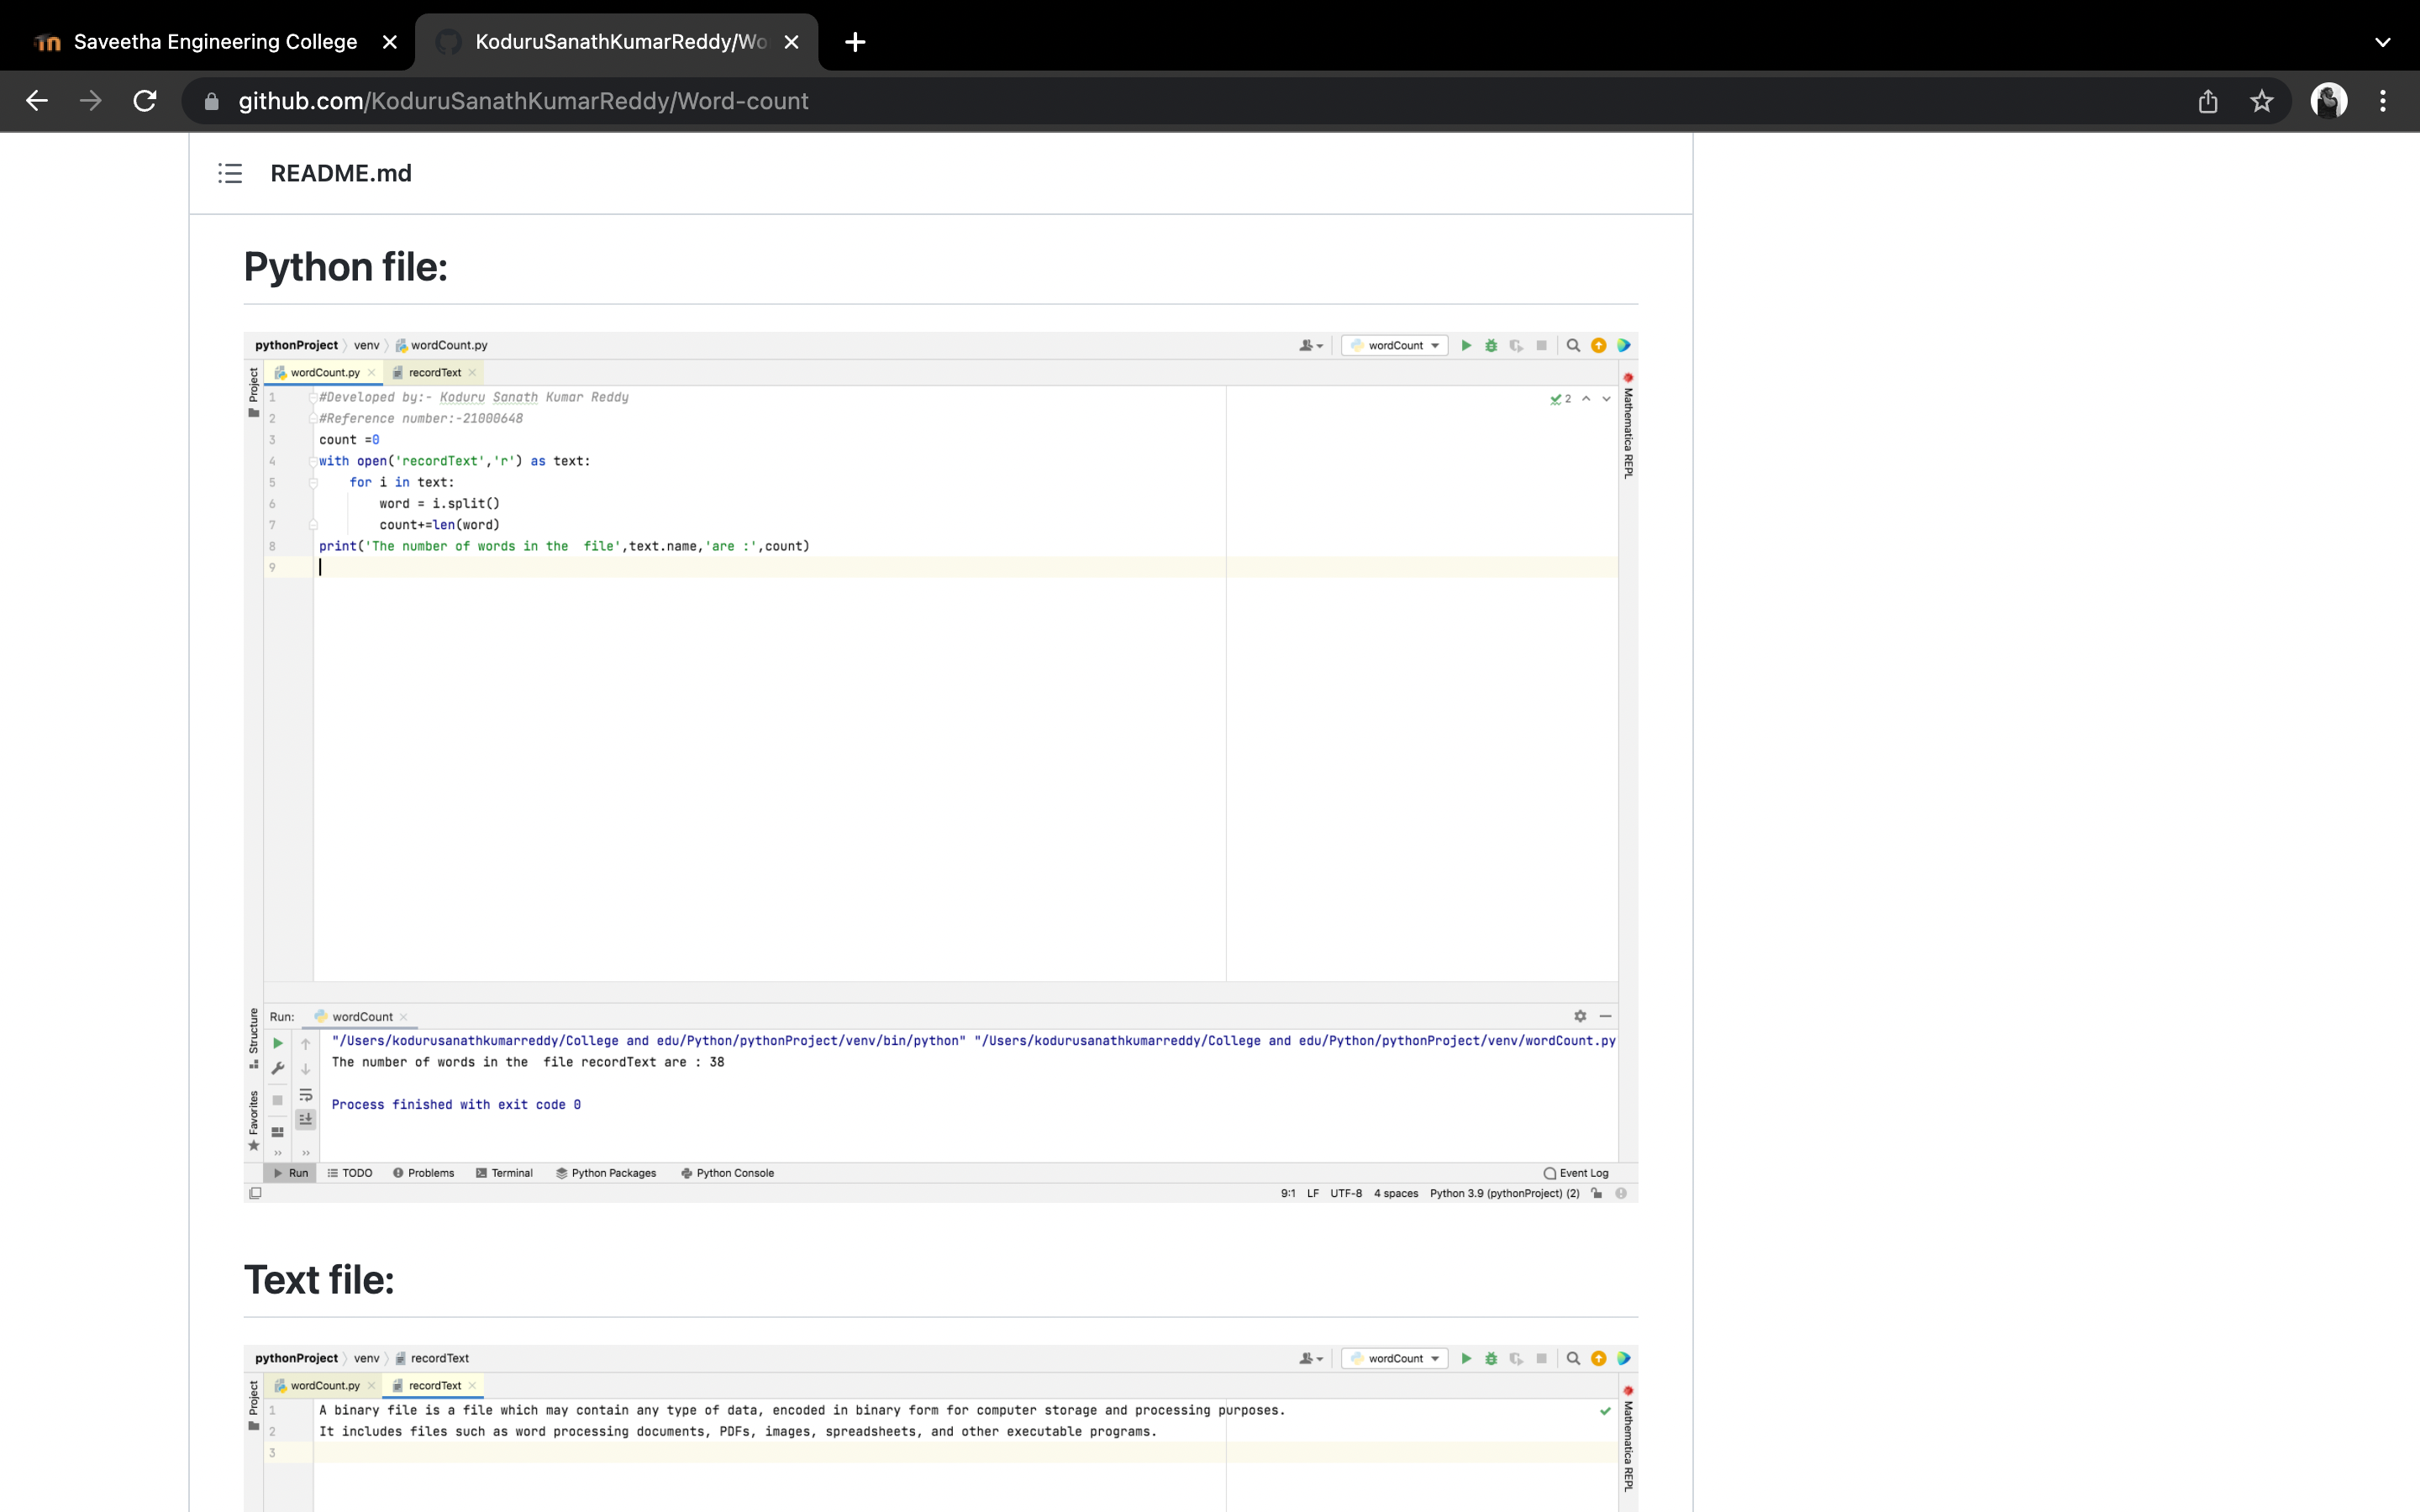 Saveetha Engineering College
KoduruSanathKumarReddy/Wo
github.com/KoduruSanathKumarReddy/Word-count
README.md
Python file:
pythonProject venv wordCount.py
wordCount
wordCount.py recordText
Project
Mathematica REPL
2
1 #Developed by:- Koduru Sanath Kumar Reddy
2 #Reference number:-21000648
3 count =0
4 with open('recordText','r') as text:
5 for i in text:
6 word = i.split()
7 count+=len(word)
8 print('The number of words in the  file',text.name,'are :',count)
9
Structure
Favorites
Run: wordCount
"/Users/kodurusanathkumarreddy/College and edu/Python/pythonProject/venv/bin/python" "/Users/kodurusanathkumarreddy/College and edu/Python/pythonProject/venv/wordCount.py
The number of words in the  file recordText are : 38
Process finished with exit code 0
Run TODO Problems Terminal Python Packages Python Console Event Log
9:1 LF UTF-8 4 spaces Python 3.9 (pythonProject) (2)
Text file:
pythonProject venv recordText
wordCount
wordCount.py recordText
Project
Mathematica REPL
1 A binary file is a file which may contain any type of data, encoded in binary form for computer storage and processing purposes.
2 It includes files such as word processing documents, PDFs, images, spreadsheets, and other executable programs.
3